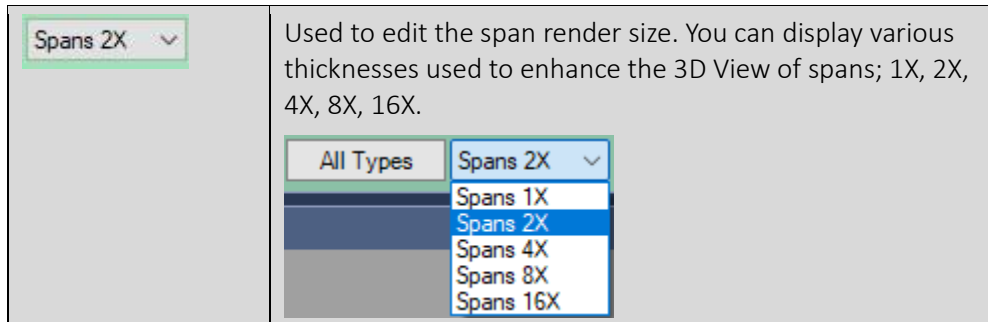 Spans 2X
Used to edit the span render size. You can display various
thicknesses used to enhance the 3D View of spans; 1X, 2X,
4X, 8X, 16X.
All Types Spans 2X
Spans 1X
Spans 2X
Spans 4X
Spans 8X
Spans 16X